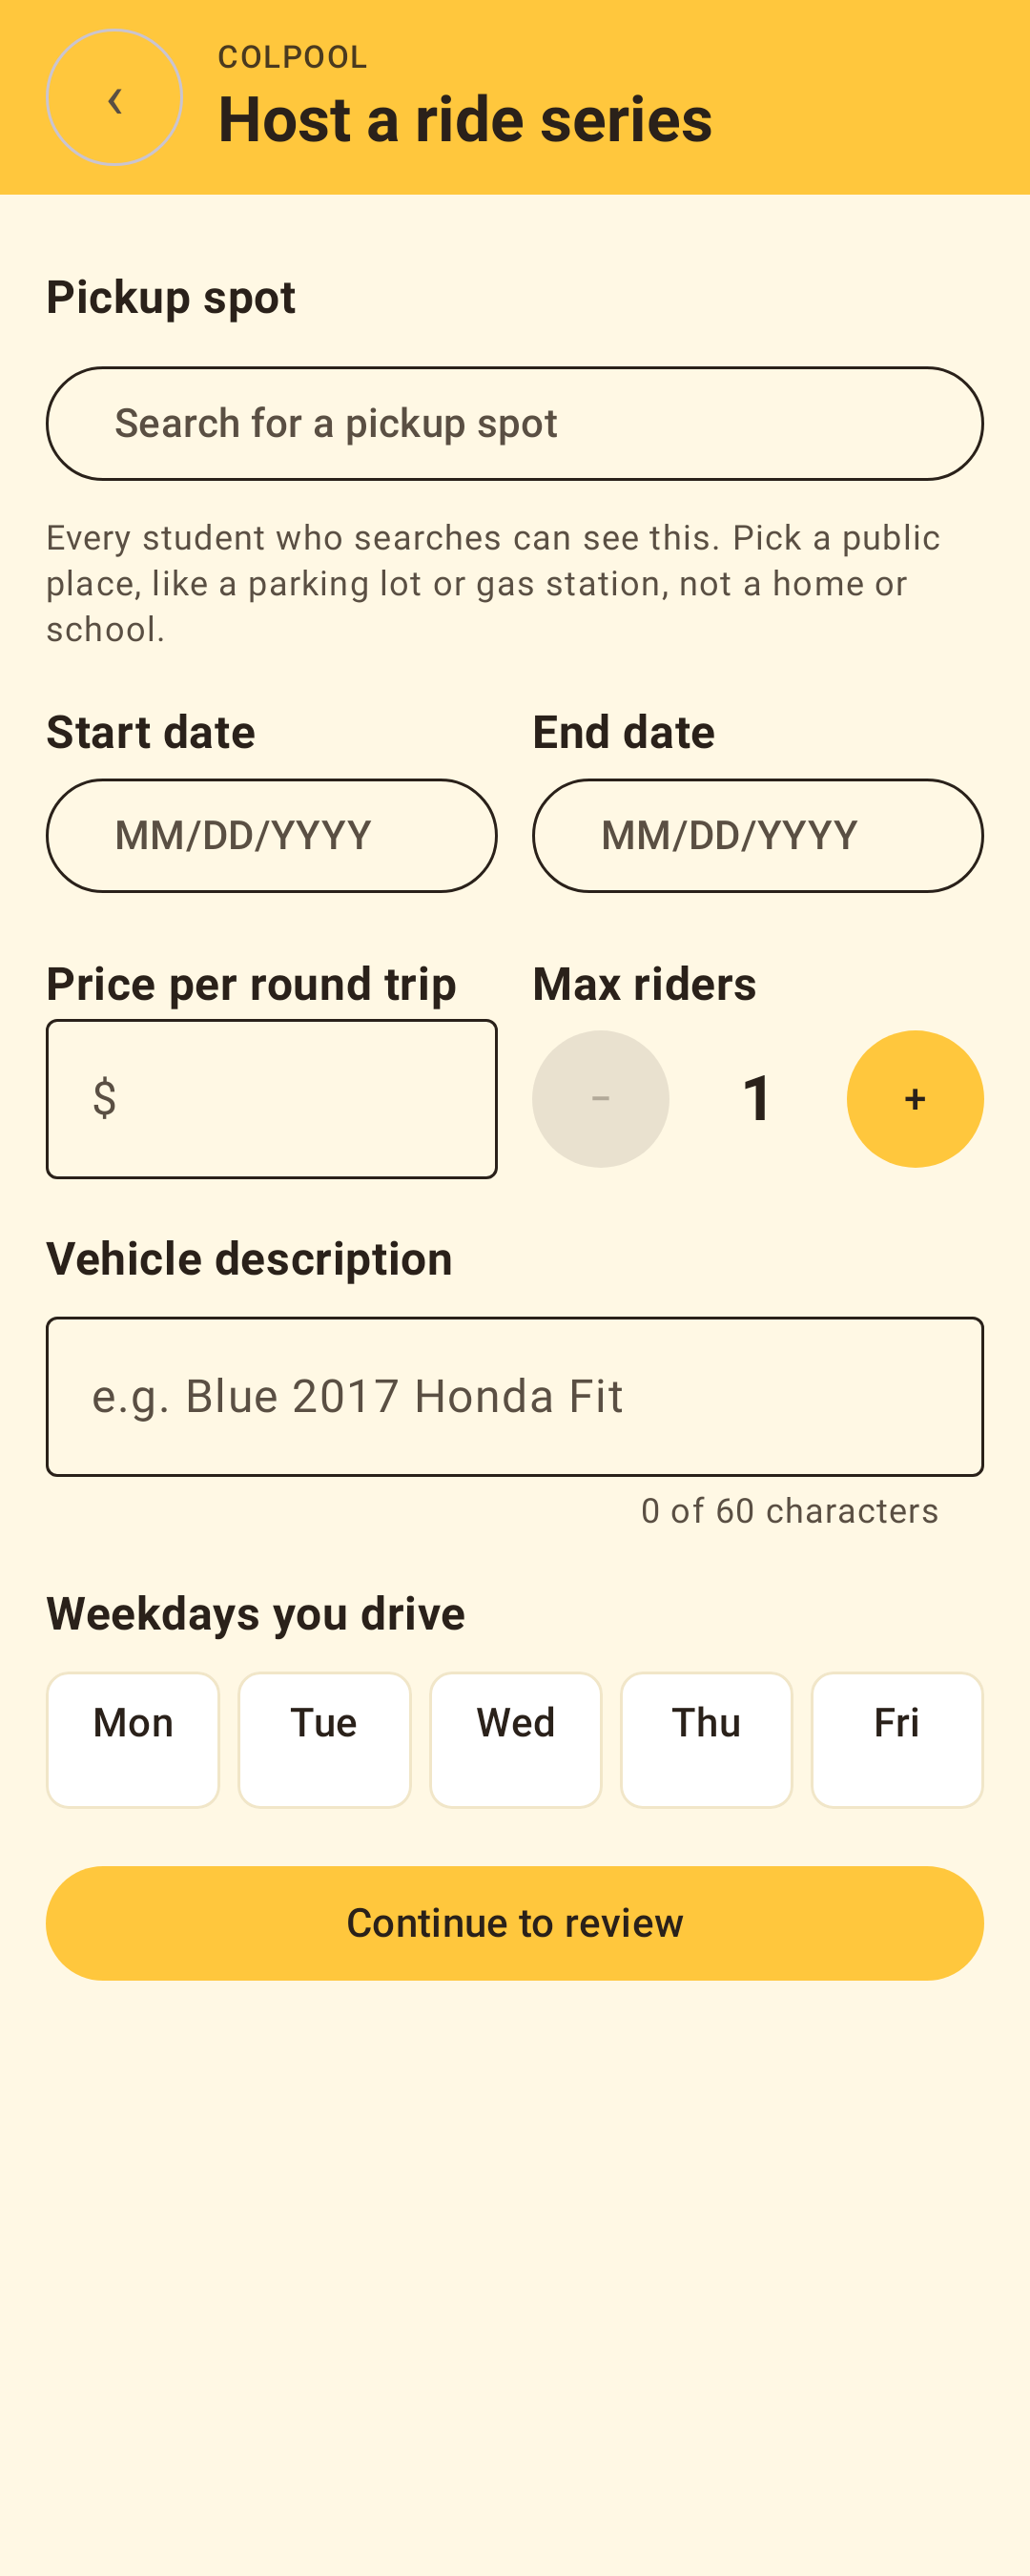 ‹
COLPOOL
Host a ride series
Pickup spot
Search for a pickup spot
Every student who searches can see this. Pick a public
place, like a parking lot or gas station, not a home or
school.
Start date
End date
MM/DD/YYYY
MM/DD/YYYY
Price per round trip
Max riders
$
−
1
+
Vehicle description
e.g. Blue 2017 Honda Fit
0 of 60 characters
Weekdays you drive
Mon
Tue
Wed
Thu
Fri
Continue to review